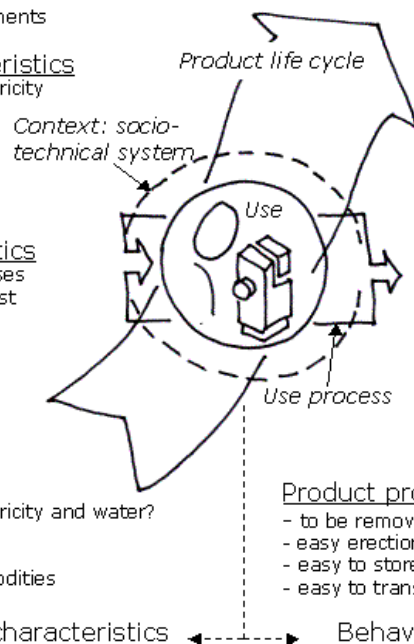 nents
eristics
ricity
Product life cycle
Context: socio-
technical system
Use
tics
ses
st
Use process
ricity and water?
odities
Product pro
- to be remov
- easy erection
- easy to store
- easy to trans
characteristics
Behav